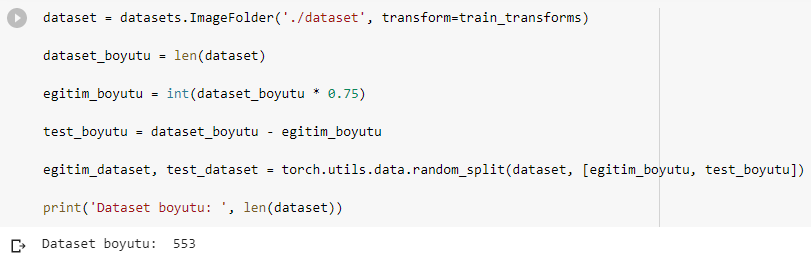 dataset = datasets.ImageFolder('./dataset', transform=train_transforms)
dataset_boyutu = len(dataset)
egitim_boyutu = int(dataset_boyutu * 0.75)
test_boyutu = dataset_boyutu - egitim_boyutu
egitim_dataset, test_dataset = torch.utils.data.random_split(dataset, [egitim_boyutu, test_boyutu])
print('Dataset boyutu: ', len(dataset))
Dataset boyutu:  553